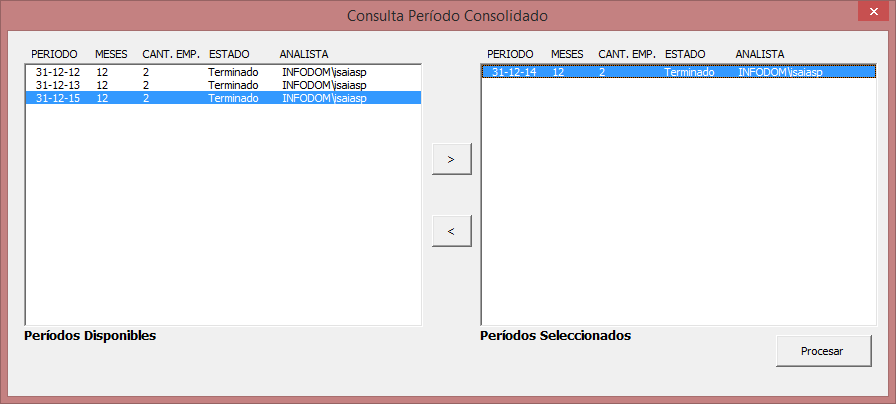 Consulta Período Consolidado
PERIODO MESES CANT. EMP. ESTADO ANALISTA
31-12-12 12 2 Terminado INFODOM\isaiasp
31-12-13 12 2 Terminado INFODOM\isaiasp
31-12-15 12 2 Terminado INFODOM\isaiasp
Períodos Disponibles
>
<
PERIODO MESES CANT. EMP. ESTADO ANALISTA
31-12-14 12 2 Terminado INFODOM\isaiasp
Períodos Seleccionados
Procesar